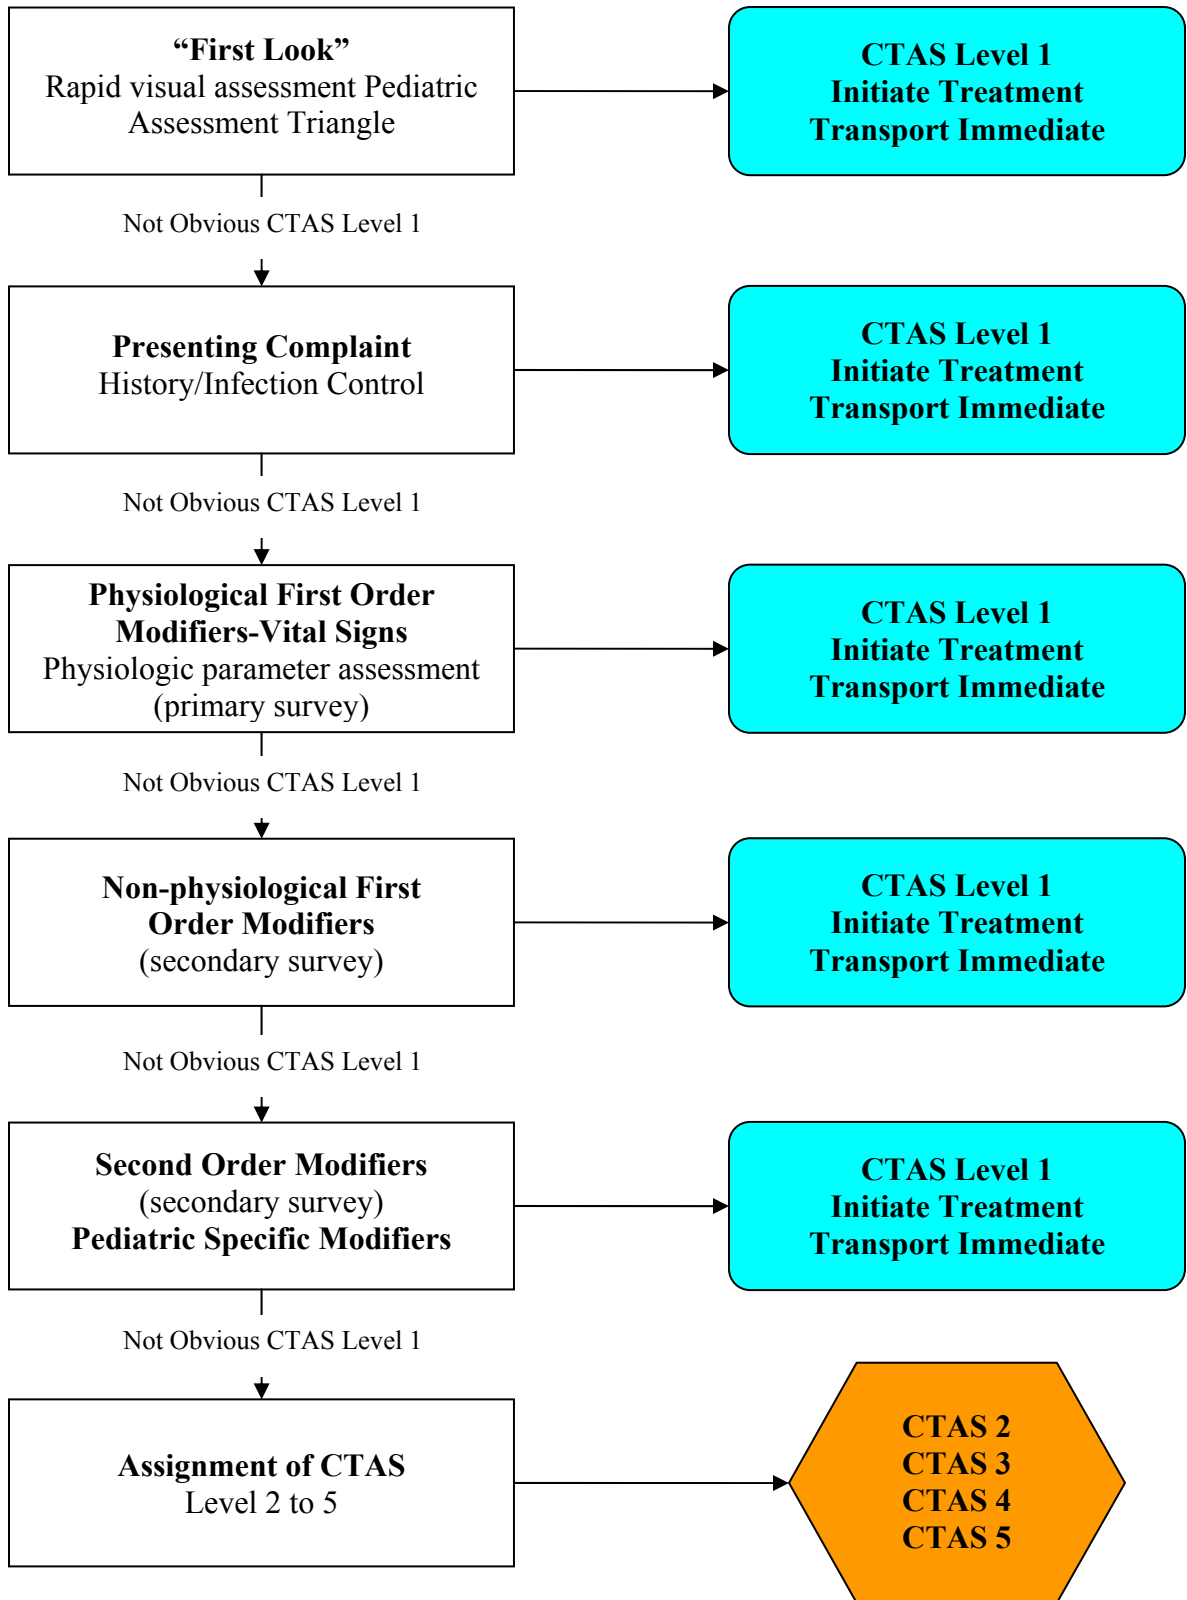 “First Look”
Rapid visual assessment Pediatric
Assessment Triangle
CTAS Level 1
Initiate Treatment
Transport Immediate
Not Obvious CTAS Level 1
Presenting Complaint
History/Infection Control
CTAS Level 1
Initiate Treatment
Transport Immediate
Not Obvious CTAS Level 1
Physiological First Order
Modifiers-Vital Signs
Physiologic parameter assessment
(primary survey)
CTAS Level 1
Initiate Treatment
Transport Immediate
Not Obvious CTAS Level 1
Non-physiological First
Order Modifiers
(secondary survey)
CTAS Level 1
Initiate Treatment
Transport Immediate
Not Obvious CTAS Level 1
Second Order Modifiers
(secondary survey)
Pediatric Specific Modifiers
CTAS Level 1
Initiate Treatment
Transport Immediate
Not Obvious CTAS Level 1
Assignment of CTAS
Level 2 to 5
CTAS 2
CTAS 3
CTAS 4
CTAS 5